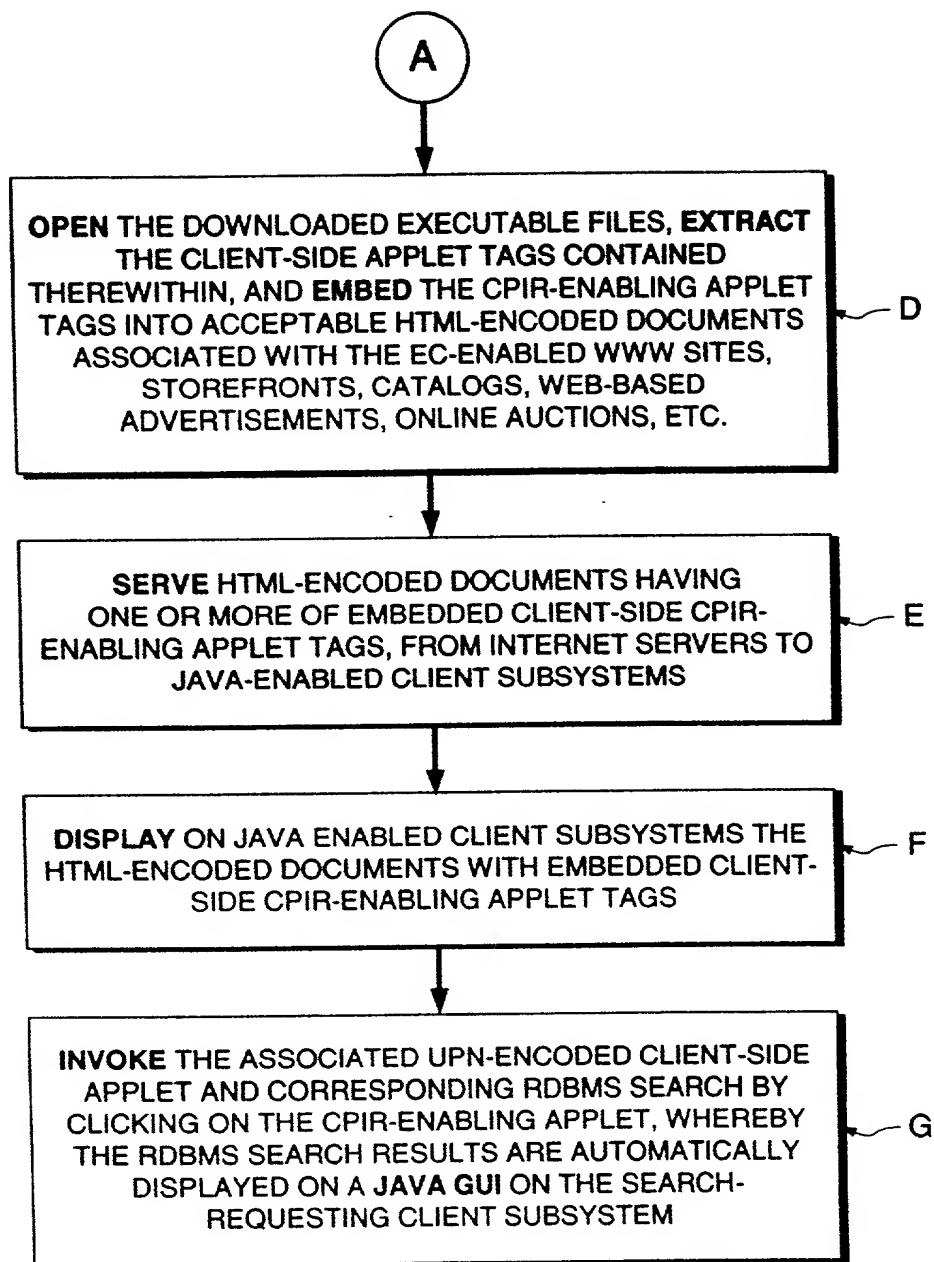 A
OPEN THE DOWNLOADED EXECUTABLE FILES, EXTRACT
THE CLIENT-SIDE APPLET TAGS CONTAINED
THEREWITHIN, AND EMBED THE CPIR-ENABLING APPLET
TAGS INTO ACCEPTABLE HTML-ENCODED DOCUMENTS
ASSOCIATED WITH THE EC-ENABLED WWW SITES,
STOREFRONTS, CATALOGS, WEB-BASED
ADVERTISEMENTS, ONLINE AUCTIONS, ETC.
D
SERVE HTML-ENCODED DOCUMENTS HAVING
ONE OR MORE OF EMBEDDED CLIENT-SIDE CPIR-
ENABLING APPLET TAGS, FROM INTERNET SERVERS TO
JAVA-ENABLED CLIENT SUBSYSTEMS
E
DISPLAY ON JAVA ENABLED CLIENT SUBSYSTEMS THE
HTML-ENCODED DOCUMENTS WITH EMBEDDED CLIENT-
SIDE CPIR-ENABLING APPLET TAGS
F
INVOKE THE ASSOCIATED UPN-ENCODED CLIENT-SIDE
APPLET AND CORRESPONDING RDBMS SEARCH BY
CLICKING ON THE CPIR-ENABLING APPLET, WHEREBY
THE RDBMS SEARCH RESULTS ARE AUTOMATICALLY
DISPLAYED ON A JAVA GUI ON THE SEARCH-
REQUESTING CLIENT SUBSYSTEM
G